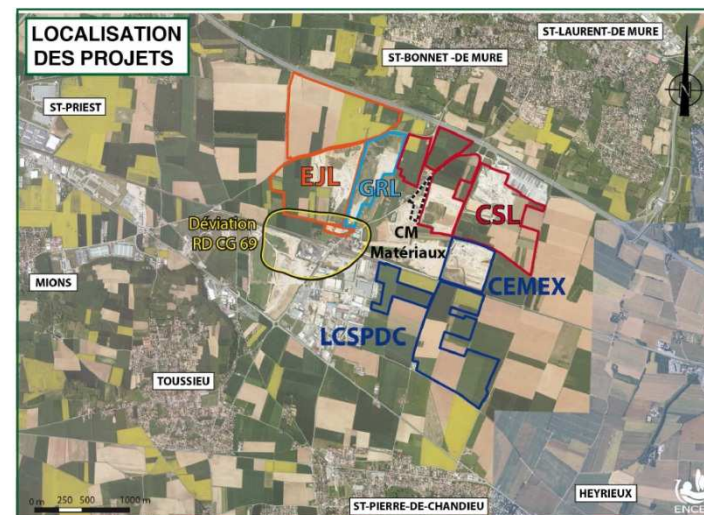 LOCALISATION
DES PROJETS
ST-LAURENT-DE MURE
ST-BONNET -DE MURE
N
ST-PRIEST
EJL
GRL
CSL
Déviation
RD CG 69
CM
Matériaux
CEMEX
MIONS
LCSPDC
TOUSSIEU
0 m 250 500 1000 m
ST-PIERRE-DE-CHANDIEU
HEYRIEUX
ENCEM